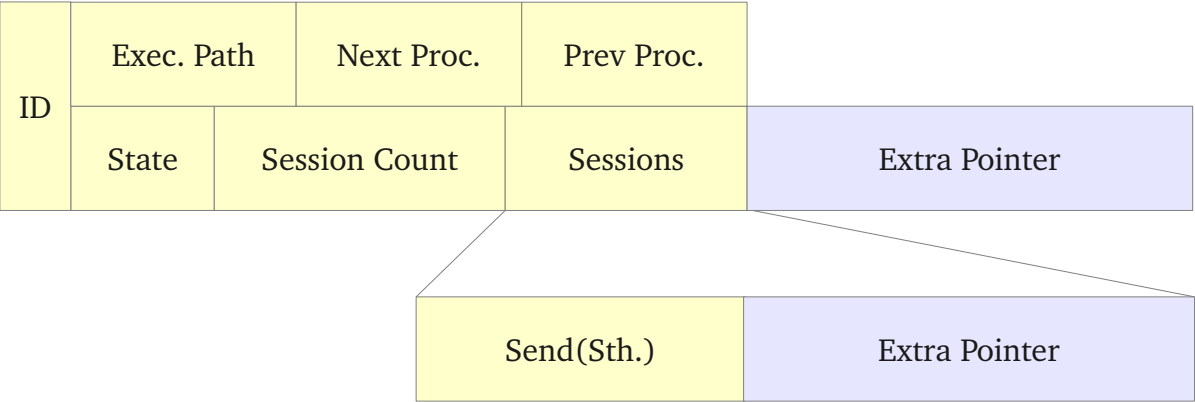 Exec. Path Next Proc. Prev Proc.
ID
State Session Count Sessions Extra Pointer
Send(Sth.) Extra Pointer